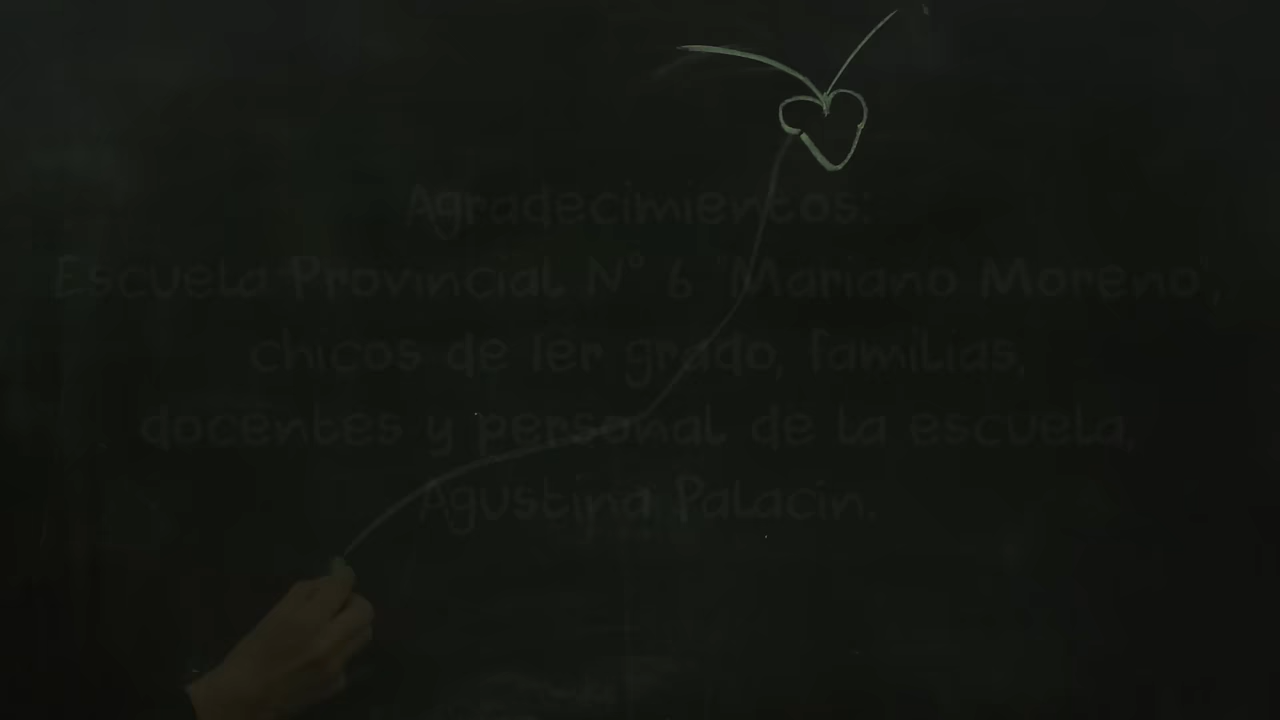 Agradecimientos:
Escuela Provincial N° 6 "Mariano Moreno",
chicos de 1er grado, familias,
docentes y personal de la escuela,
Agustina Palacin.